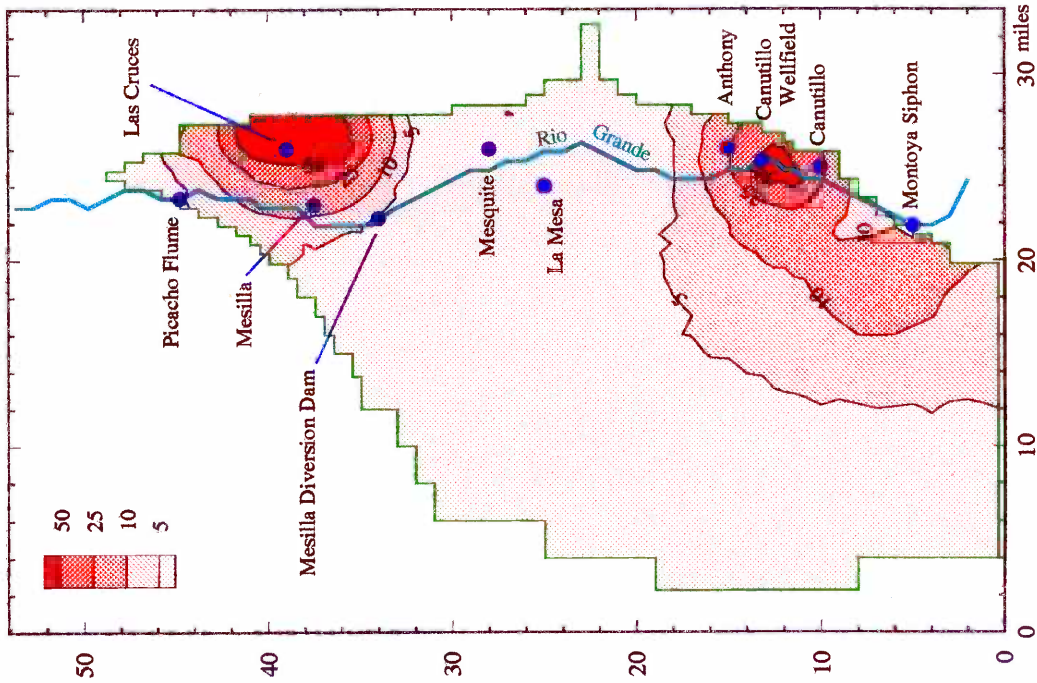 50
25
10
5
Las Cruces
Picacho Flume
Mesilla
Mesilla Diversion Dam
25
10
5
Mesquite
La Mesa
Rio Grande
Anthony
Canutillo
Wellfield
Canutillo
Montoya Siphon
5
10
10
50
40
30
20
10
0
0
10
20
30 miles